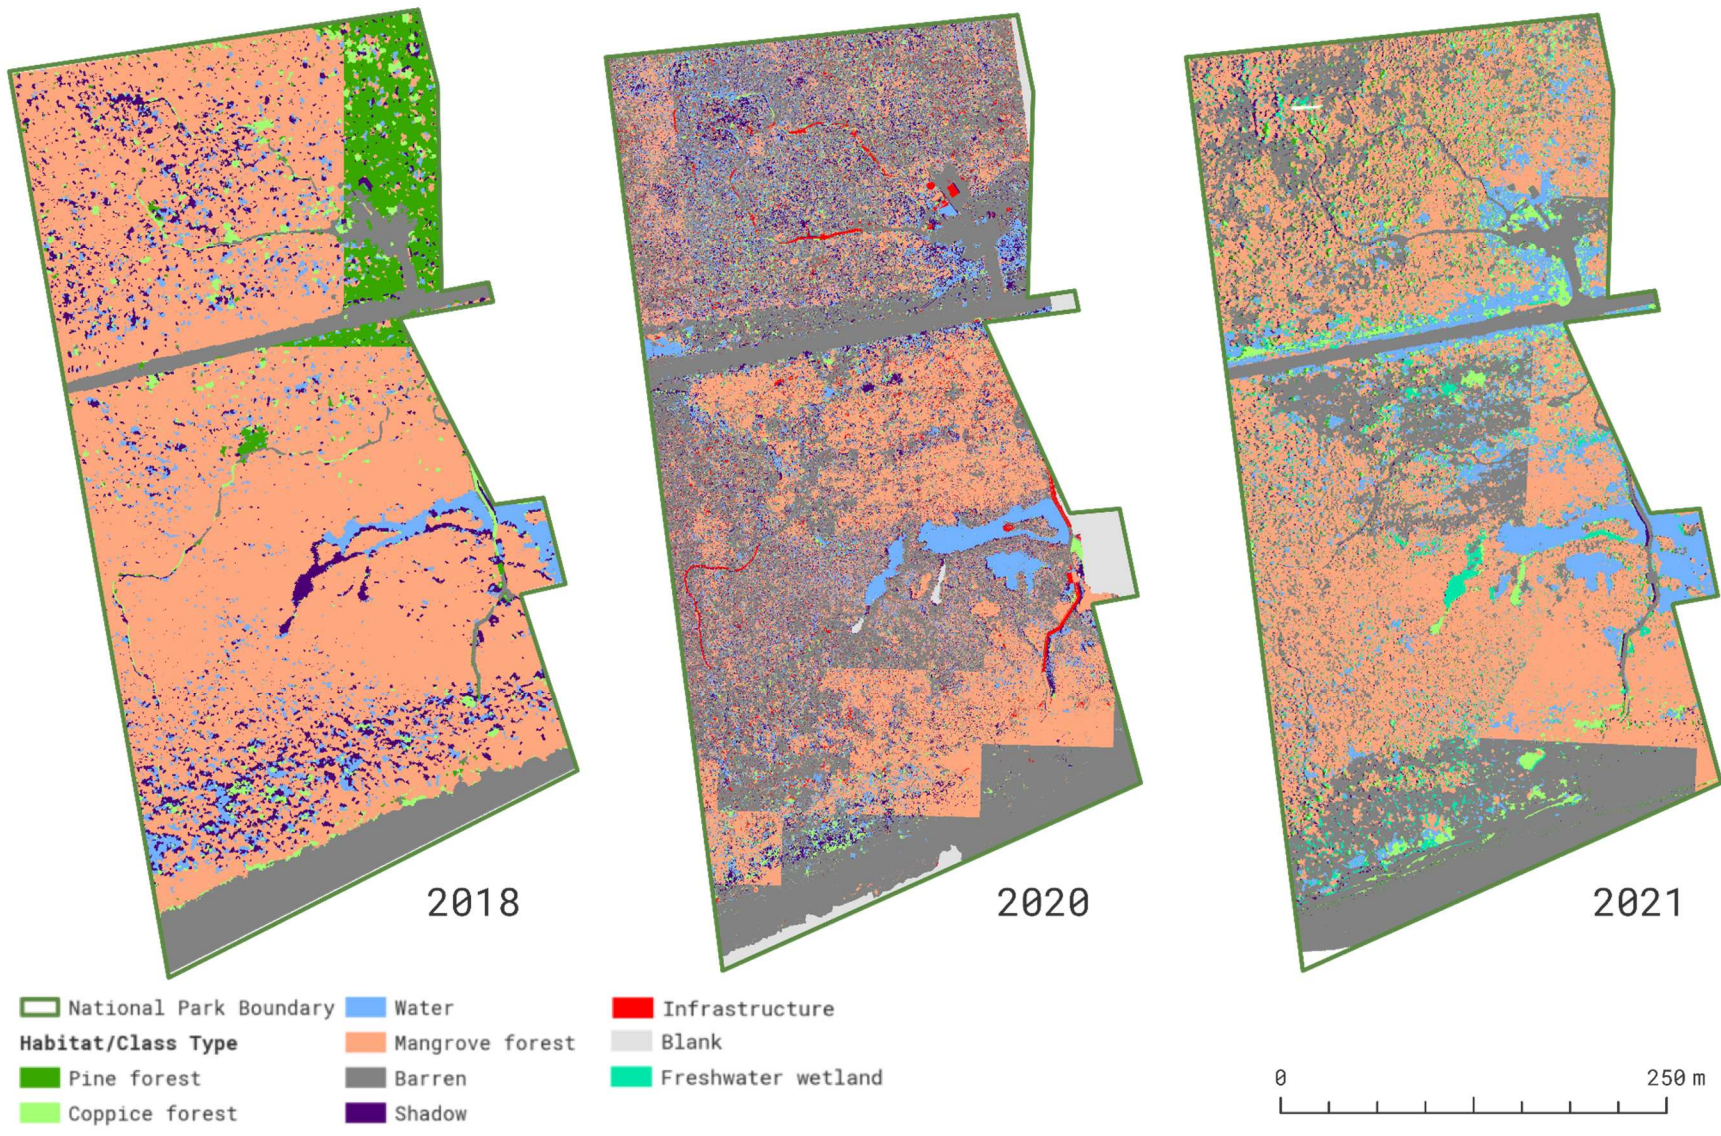 2018
2020
2021
National Park Boundary
Habitat/Class Type
Pine forest
Coppice forest
Water
Mangrove forest
Barren
Shadow
Infrastructure
Blank
Freshwater wetland
0 250 m